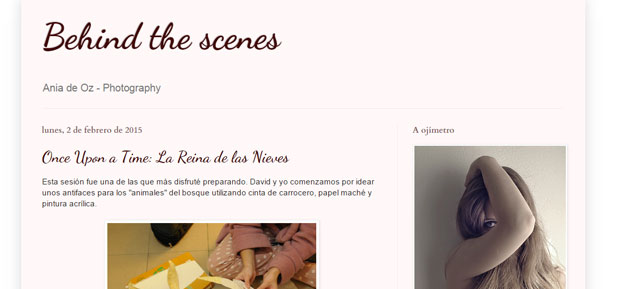 Behind the scenes
Ania de Oz - Photography
lunes, 2 de febrero de 2015
Once Upon a Time: La Reina de las Nieves
Esta sesión fue una de las que más disfruté preparando. David y yo comenzamos por idear
unos antifaces para los "animales" del bosque utilizando cinta de carrocero, papel maché y
pintura acrílica.
A ojímetro